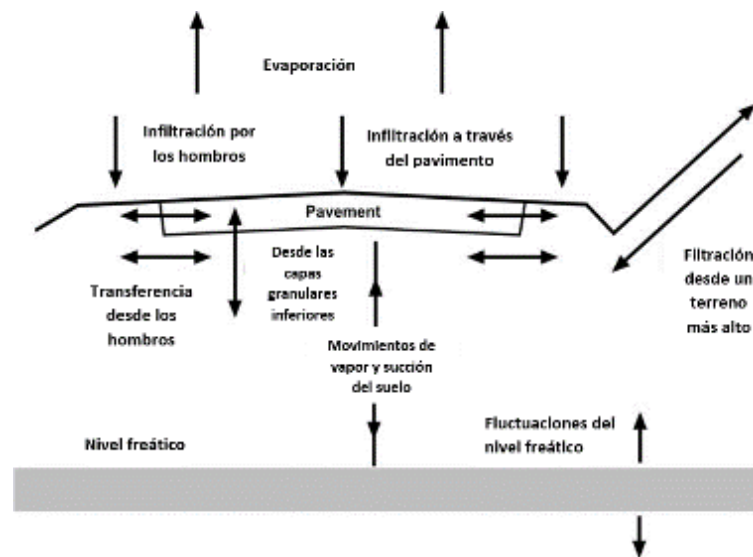 Evaporación
Infiltración por
los hombros
Infiltración a través
del pavimento
Pavement
Desde las
capas
granulares
inferiores
Transferencia
desde los
hombros
Filtración
desde un
terreno
más alto
Movimientos de
vapor y succión
del suelo
Nivel freático
Fluctuaciones del
nivel freático